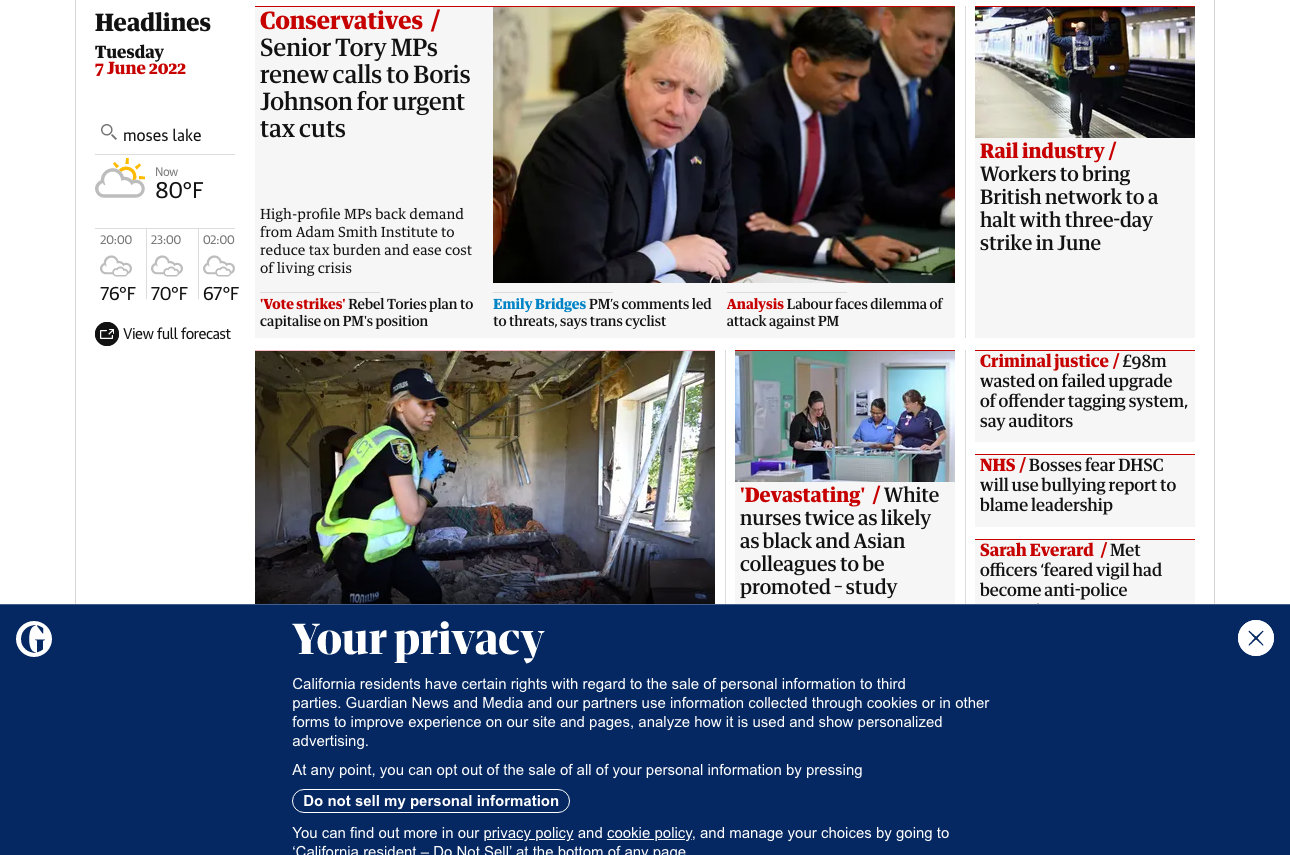 Headlines
Tuesday
7 June 2022
moses lake
Now
80°F
20:00
23:00
02:00
76°F
70°F
67°F
View full forecast
Conservatives /
Senior Tory MPs
renew calls to Boris
Johnson for urgent
tax cuts
High-profile MPs back demand
from Adam Smith Institute to
reduce tax burden and ease cost
of living crisis
'Vote strikes' Rebel Tories plan to
capitalise on PM's position
Emily Bridges PM’s comments led
to threats, says trans cyclist
Analysis Labour faces dilemma of
attack against PM
Rail industry /
Workers to bring
British network to a
halt with three-day
strike in June
ПОЛІЦІЯ
'Devastating' / White
nurses twice as likely
as black and Asian
colleagues to be
promoted – study
Criminal justice / £98m
wasted on failed upgrade
of offender tagging system,
say auditors
NHS / Bosses fear DHSC
will use bullying report to
blame leadership
Sarah Everard / Met
officers ‘feared vigil had
become anti-police
G
Your privacy
California residents have certain rights with regard to the sale of personal information to third
parties. Guardian News and Media and our partners use information collected through cookies or in other
forms to improve experience on our site and pages, analyze how it is used and show personalized
advertising.
At any point, you can opt out of the sale of all of your personal information by pressing
Do not sell my personal information
You can find out more in our privacy policy and cookie policy, and manage your choices by going to
‘California resident – Do Not Sell’ at the bottom of any page.